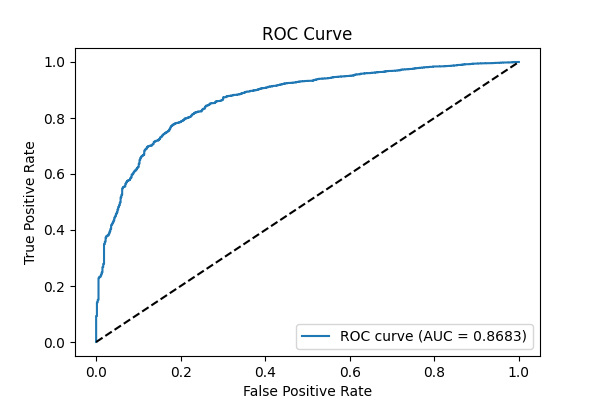 ROC Curve
True Positive Rate
1.0
0.8
0.6
0.4
0.2
0.0
0.0 0.2 0.4 0.6 0.8 1.0
False Positive Rate
ROC curve (AUC = 0.8683)